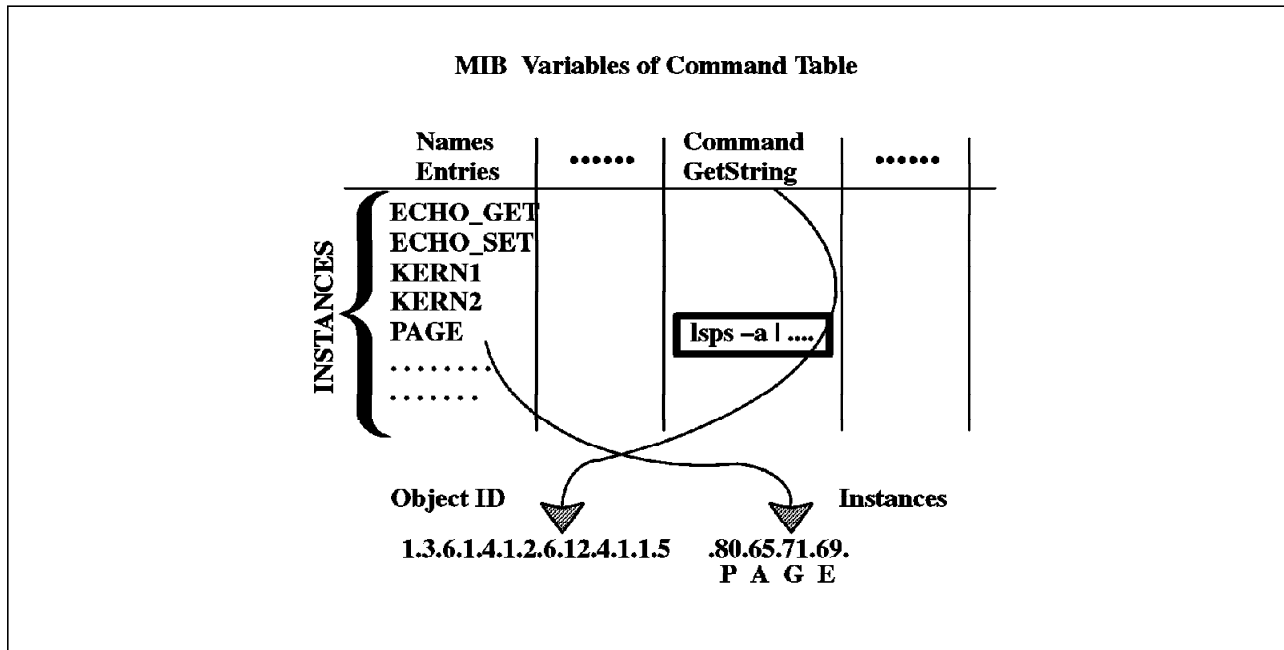 MIB Variables of Command Table
Names
Entries
......
Command
GetString
......
INSTANCES
ECHO_GET
ECHO_SET
KERN1
KERN2
PAGE
........
.......
lsps –a | ....
Object ID
Instances
1.3.6.1.4.1.2.6.12.4.1.1.5 .80.65.71.69.
P A G E